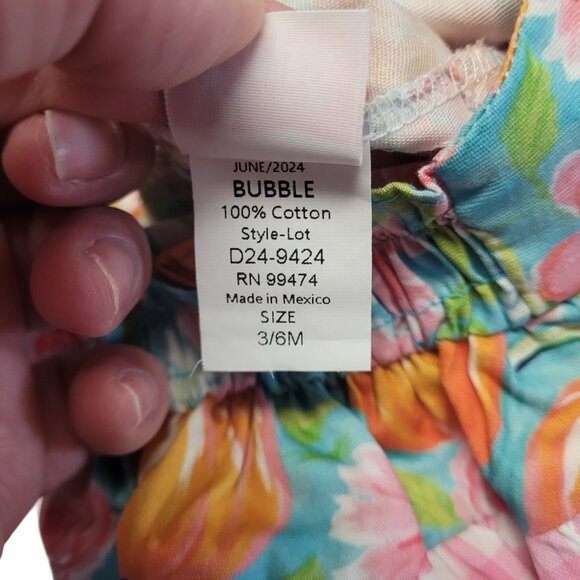 JUNE/2024
BUBBLE
100% Cotton
Style-Lot
D24-9424
RN 99474
Made in Mexico
SIZE
3/6M